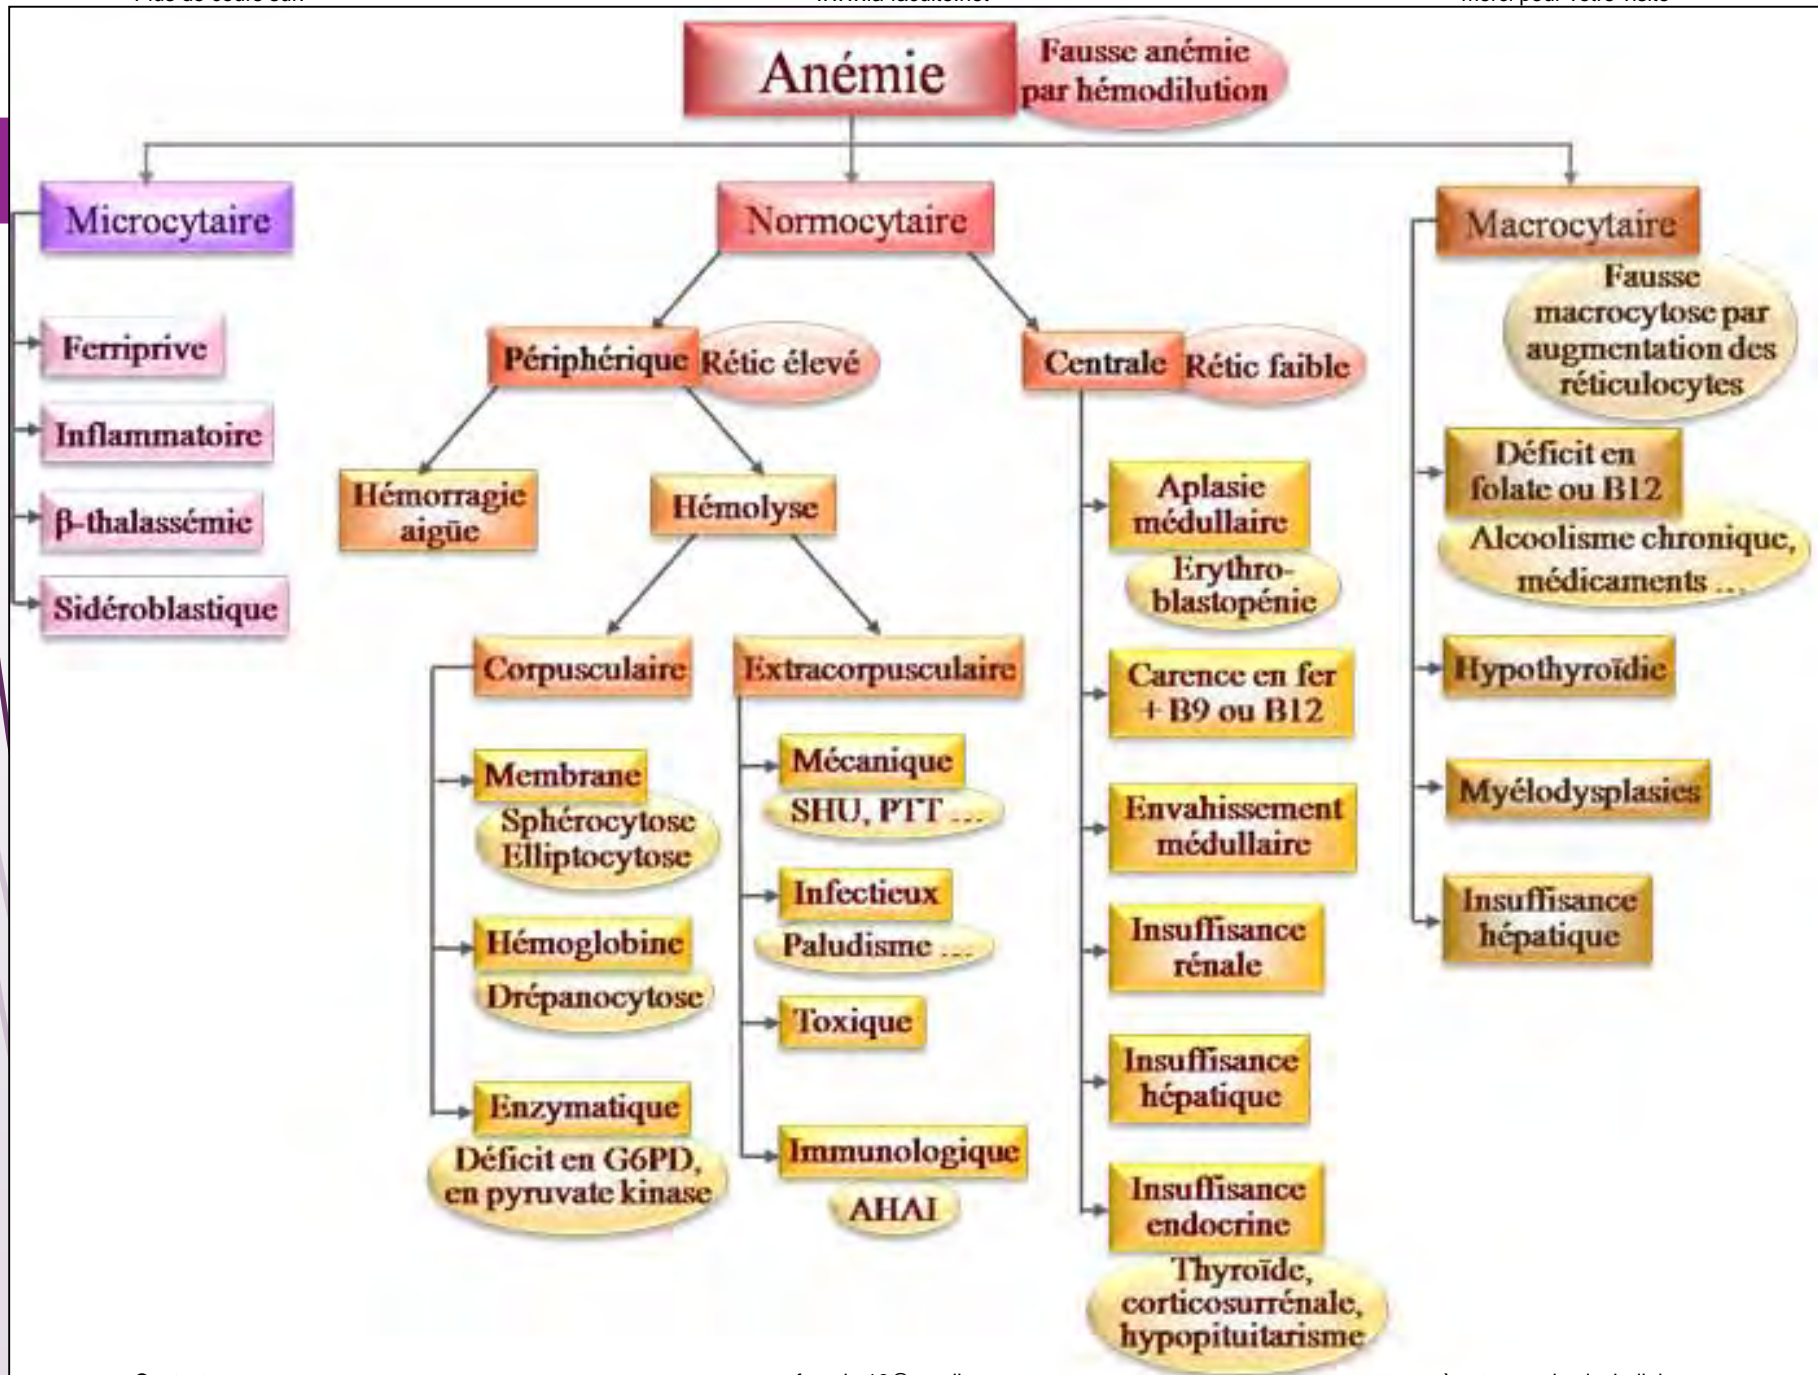 Anémie
Fausse anémie
par hémodilution
Microcytaire
Ferriprive
Inflammatoire
β-thalassémie
Sidéroblastique
Normocytaire
Périphérique
Rétic élevé
Hémorragie
aigüe
Hémolyse
Corpusculaire
Membrane
Sphérocytose
Elliptocytose
Hémoglobine
Drépanocytose
Enzymatique
Déficit en G6PD,
en pyruvate kinase
Extracorpusculaire
Mécanique
SHU, PTT ...
Infectieux
Paludisme ...
Toxique
Immunologique
AHAI
Centrale
Rétic faible
Aplasie
médullaire
Erythro-
blastopénie
Carence en fer
+ B9 ou B12
Envahissement
médullaire
Insuffisance
rénale
Insuffisance
hépatique
Insuffisance
endocrine
Thyroïde,
corticosurrénale,
hypopituitarisme
Macrocytaire
Fausse
macrocytose par
augmentation des
réticulocytes
Déficit en
folate ou B12
Alcoolisme chronique,
médicaments ...
Hypothyroïdie
Myélodysplasies
Insuffisance
hépatique